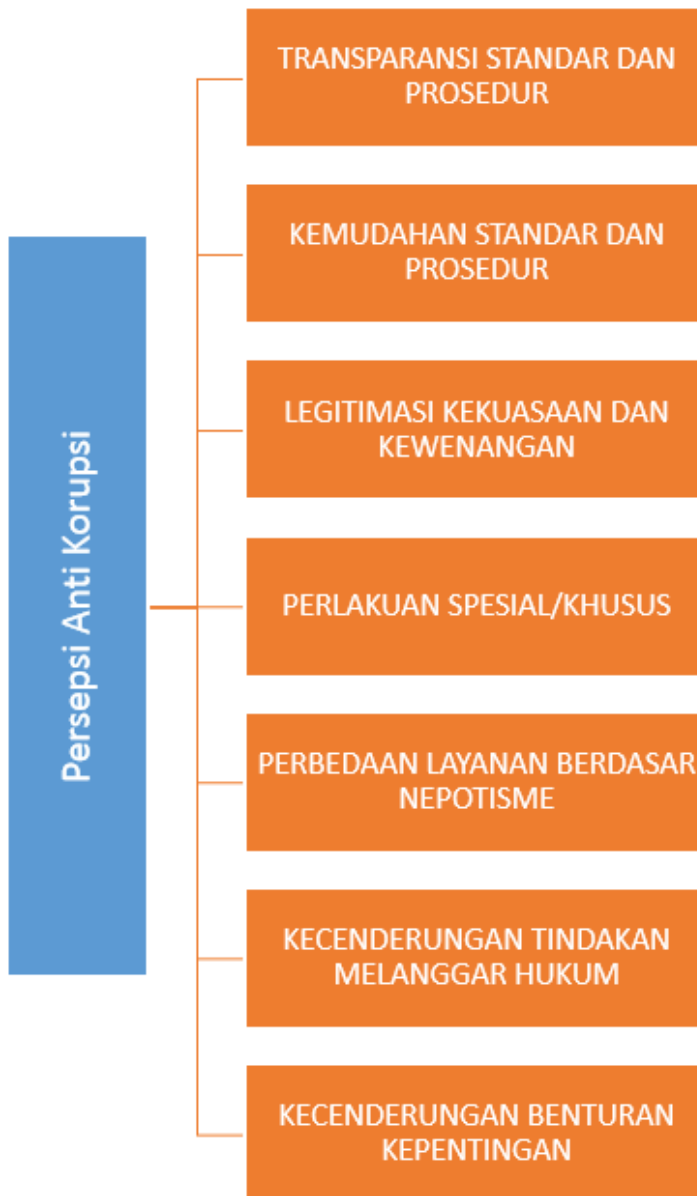 Persepsi Anti Korupsi
TRANSPARANSI STANDAR DAN
PROSEDUR
KEMUDAHAN STANDAR DAN
PROSEDUR
LEGITIMASI KEKUASAAN DAN
KEWENANGAN
PERLAKUAN SPESIAL/KHUSUS
PERBEDAAN LAYANAN BERDASAR
NEPOTISME
KECENDERUNGAN TINDAKAN
MELANGGAR HUKUM
KECENDERUNGAN BENTURAN
KEPENTINGAN